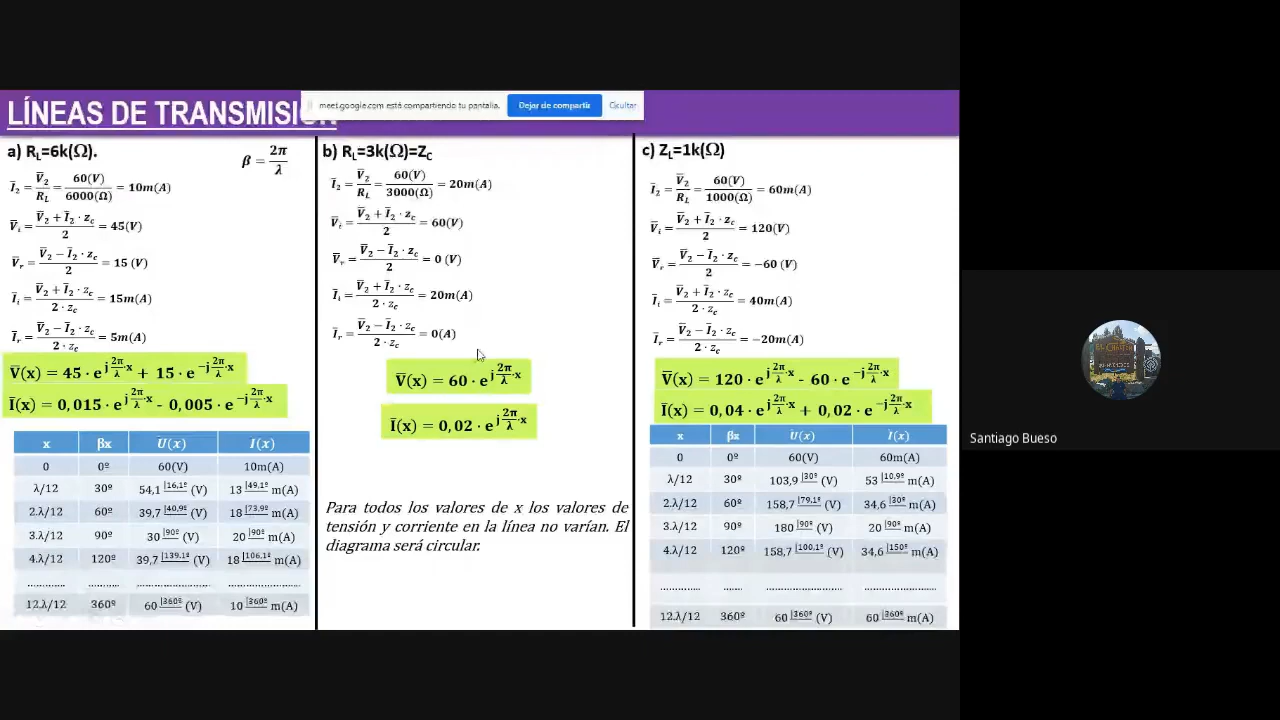 LÍNEAS DE TRANSMISIÓN
meet.google.com está compartiendo tu pantalla.
Dejar de compartir
Ocultar
a) R_L=6k(Ω).
β = 2π/λ
Ī₂ = V̄₂/R_L = 60(V)/6000(Ω) = 10m(A)
V̄ᵢ = (V̄₂ + Ī₂ · z_c)/2 = 45(V)
V̄ᵣ = (V̄₂ − Ī₂ · z_c)/2 = 15 (V)
Īᵢ = (V̄₂ + Ī₂ · z_c)/(2 · z_c) = 15m(A)
Īᵣ = (V̄₂ − Ī₂ · z_c)/(2 · z_c) = 5m(A)
V̄(x) = 45 · e^(j 2π/λ ·x) + 15 · e^(−j 2π/λ ·x)
Ī(x) = 0,015 · e^(j 2π/λ ·x) - 0,005 · e^(−j 2π/λ ·x)
x βx U(x) I(x)
0 0º 60(V) 10m(A)
λ/12 30º 54,1 |16,1º (V) 13 |49,1º m(A)
2.λ/12 60º 39,7 |40,9º (V) 18 |73,9º m(A)
3.λ/12 90º 30 |90º (V) 20 |90º m(A)
4.λ/12 120º 39,7 |139,1º (V) 18 |106,1º m(A)
............ ........... .................... ......................
12.λ/12 360º 60 |360º (V) 10 |360º m(A)
b) R_L=3k(Ω)=Z_C
Ī₂ = V̄₂/R_L = 60(V)/3000(Ω) = 20m(A)
V̄ᵢ = (V̄₂ + Ī₂ · z_c)/2 = 60(V)
V̄ᵣ = (V̄₂ − Ī₂ · z_c)/2 = 0 (V)
Īᵢ = (V̄₂ + Ī₂ · z_c)/(2 · z_c) = 20m(A)
Īᵣ = (V̄₂ − Ī₂ · z_c)/(2 · z_c) = 0(A)
V̄(x) = 60 · e^(j 2π/λ ·x)
Ī(x) = 0,02 · e^(j 2π/λ ·x)
Para todos los valores de x los valores de
tensión y corriente en la línea no varían. El
diagrama será circular.
c) Z_L=1k(Ω)
Ī₂ = V̄₂/R_L = 60(V)/1000(Ω) = 60m(A)
V̄ᵢ = (V̄₂ + Ī₂ · z_c)/2 = 120(V)
V̄ᵣ = (V̄₂ − Ī₂ · z_c)/2 = −60 (V)
Īᵢ = (V̄₂ + Ī₂ · z_c)/(2 · z_c) = 40m(A)
Īᵣ = (V̄₂ − Ī₂ · z_c)/(2 · z_c) = −20m(A)
V̄(x) = 120 · e^(j 2π/λ ·x) - 60 · e^(−j 2π/λ ·x)
Ī(x) = 0,04 · e^(j 2π/λ ·x) + 0,02 · e^(−j 2π/λ ·x)
x βx U(x) I(x)
0 0º 60(V) 60m(A)
λ/12 30º 103,9 |30º (V) 53 |10,9º m(A)
2.λ/12 60º 158,7 |79,1º (V) 34,6 |30º m(A)
3.λ/12 90º 180 |90º (V) 20 |90º m(A)
4.λ/12 120º 158,7 |100,1º (V) 34,6 |150º m(A)
............ ....... ...................... .....................
12.λ/12 360º 60 |360º (V) 60 |360º m(A)
Santiago Bueso